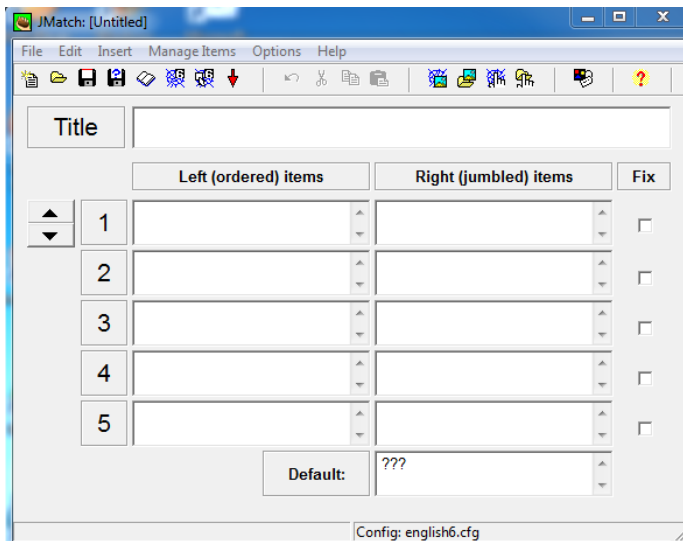 JMatch: [Untitled]
File Edit Insert Manage Items Options Help
Title
Left (ordered) items Right (jumbled) items Fix
1
2
3
4
5
Default: ???
Config: english6.cfg